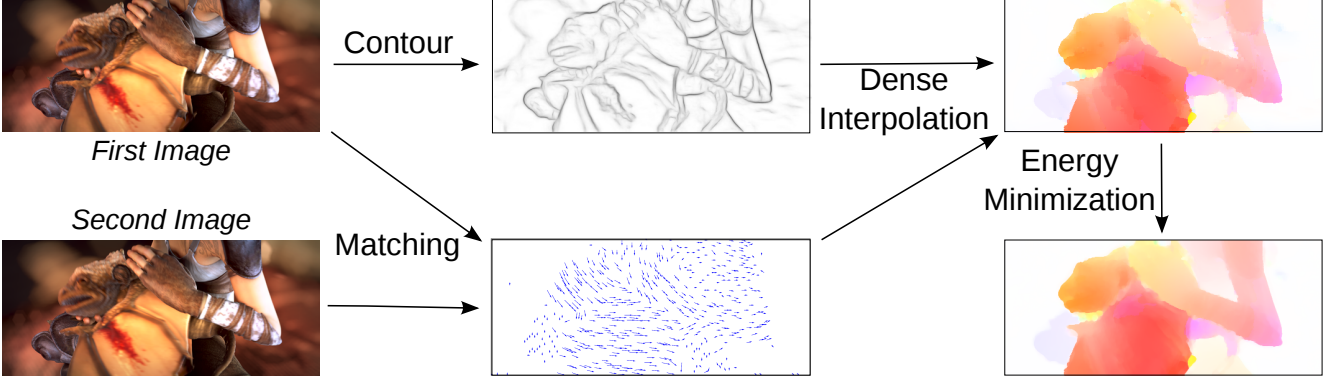 Contour
Dense
Interpolation
First Image
Energy
Minimization
Second Image
Matching